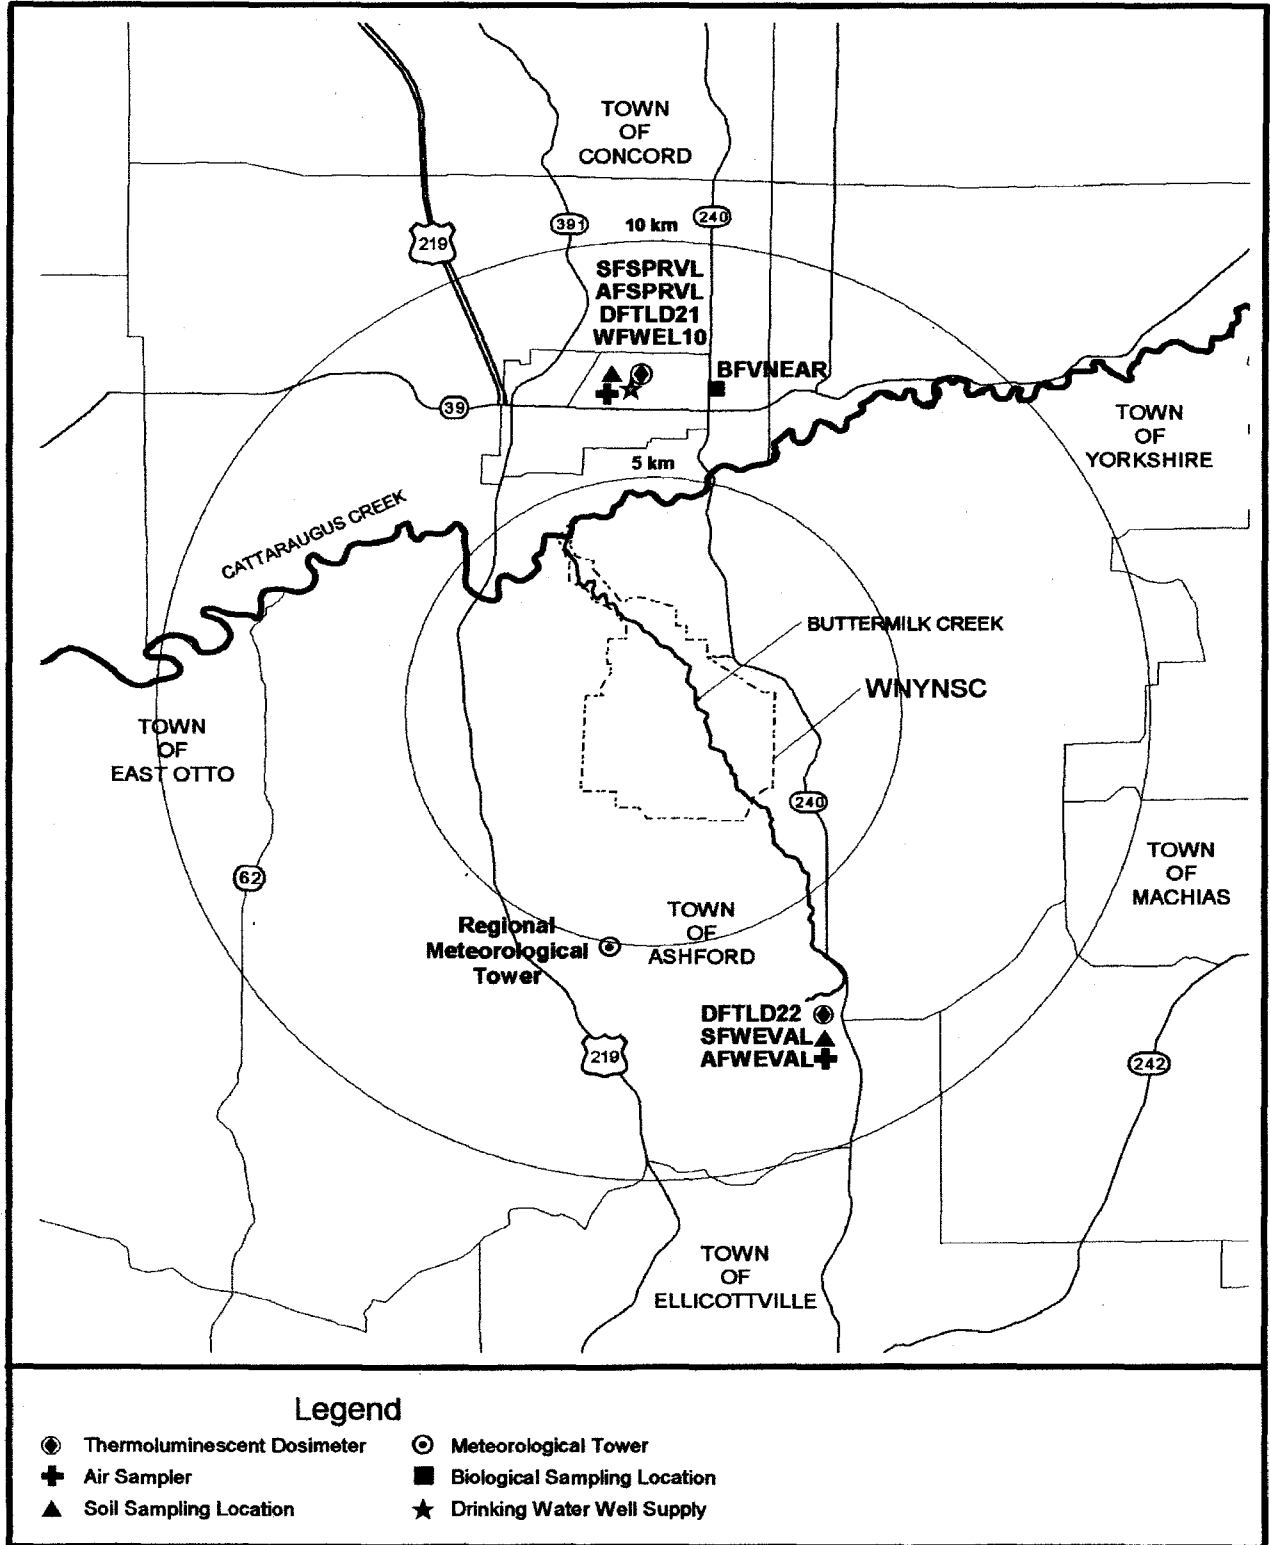 TOWN
OF
CONCORD
391
10 km
240
219
SFSPRVL
AFSPRVL
DFTLD21
WFWEL10
BFVNEAR
39
TOWN
OF
YORKSHIRE
5 km
CATTARAUGUS CREEK
BUTTERMILK CREEK
WNYNSC
TOWN
OF
EAST OTTO
240
62
TOWN
OF
MACHIAS
TOWN
OF
ASHFORD
Regional
Meteorological
Tower
DFTLD22
SFWEVAL
AFWEVAL
219
242
TOWN
OF
ELLICOTTVILLE
Legend
Thermoluminescent Dosimeter
Meteorological Tower
Air Sampler
Biological Sampling Location
Soil Sampling Location
Drinking Water Well Supply